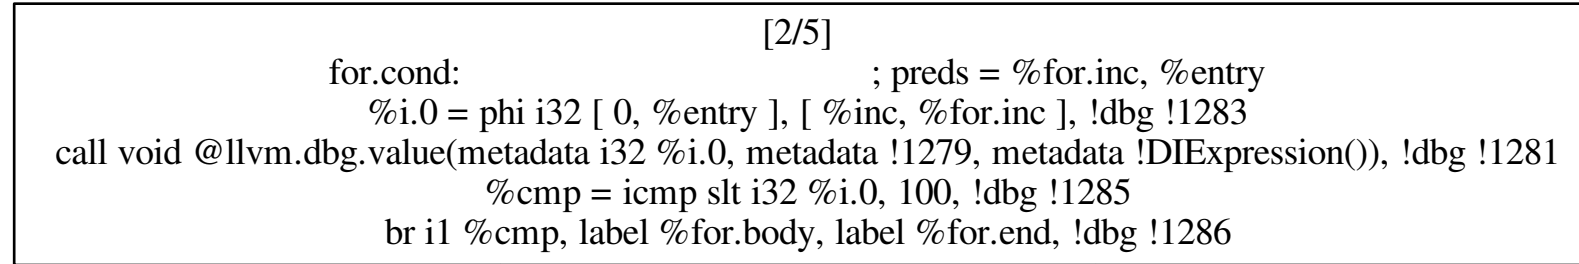 [2/5]
for.cond: ; preds = %for.inc, %entry
%i.0 = phi i32 [ 0, %entry ], [ %inc, %for.inc ], !dbg !1283
call void @llvm.dbg.value(metadata i32 %i.0, metadata !1279, metadata !DIExpression()), !dbg !1281
%cmp = icmp slt i32 %i.0, 100, !dbg !1285
br i1 %cmp, label %for.body, label %for.end, !dbg !1286